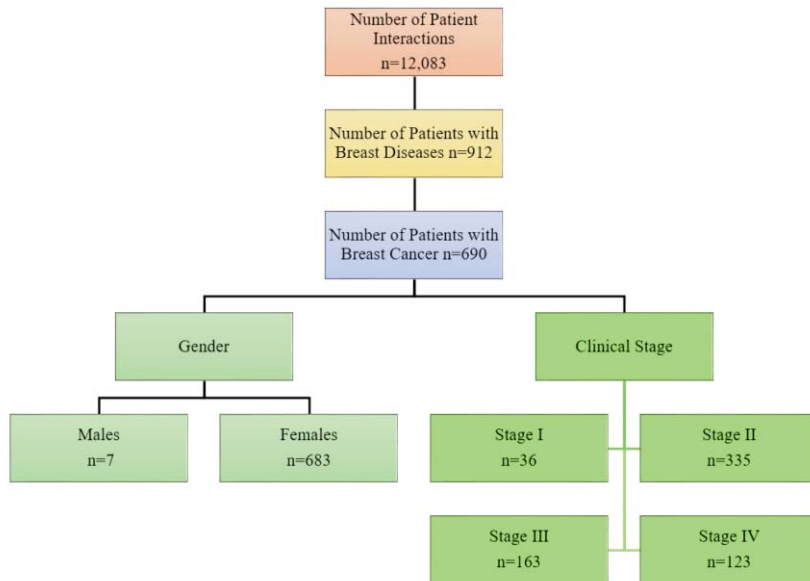 Number of Patient
Interactions
n=12,083
Number of Patients with
Breast Diseases n=912
Number of Patients with
Breast Cancer n=690
Gender
Clinical Stage
Males
n=7
Females
n=683
Stage I
n=36
Stage II
n=335
Stage III
n=163
Stage IV
n=123